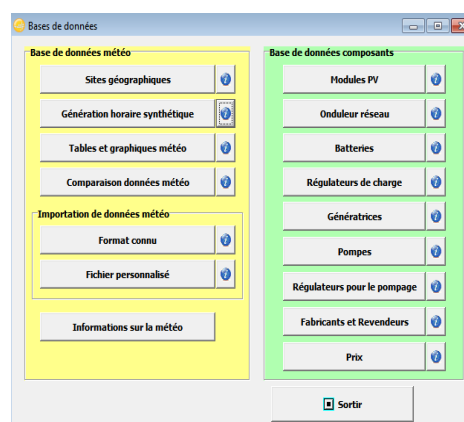 Bases de données
Base de données météo
Sites géographiques
Génération horaire synthétique
Tables et graphiques météo
Comparaison données météo
Importation de données météo
Format connu
Fichier personnalisé
Informations sur la météo
Base de données composants
Modules PV
Onduleur réseau
Batteries
Régulateurs de charge
Génératrices
Pompes
Régulateurs pour le pompage
Fabricants et Revendeurs
Prix
Sortir